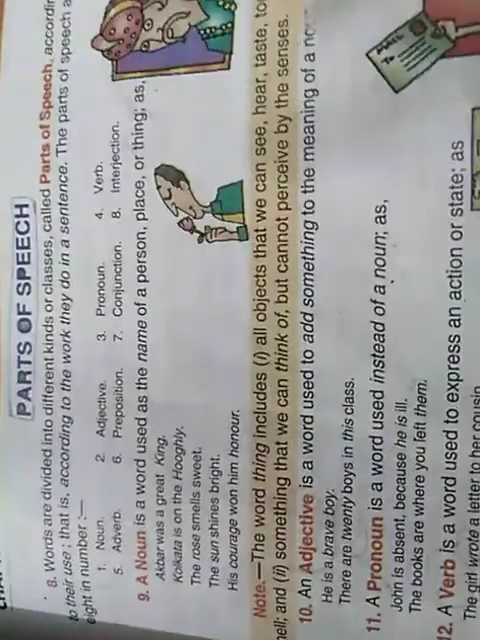 PARTS OF SPEECH
8. Words are divided into different kinds or classes, called Parts of Speech, accordin
to their use; that is, according to the work they do in a sentence. The parts of speech a
eight in number :—
1. Noun. 2. Adjective. 3. Pronoun. 4. Verb.
5. Adverb. 6. Preposition. 7. Conjunction. 8. Interjection.
9. A Noun is a word used as the name of a person, place, or thing; as,
Akbar was a great King.
Kolkata is on the Hooghly.
The rose smells sweet.
The sun shines bright.
His courage won him honour.
Note.—The word thing includes (i) all objects that we can see, hear, taste, to
nell; and (ii) something that we can think of, but cannot perceive by the senses.
10. An Adjective is a word used to add something to the meaning of a no
He is a brave boy.
There are twenty boys in this class.
11. A Pronoun is a word used instead of a noun; as,
John is absent, because he is ill.
The books are where you left them.
12. A Verb is a word used to express an action or state; as
The girl wrote a letter to her cousin
To